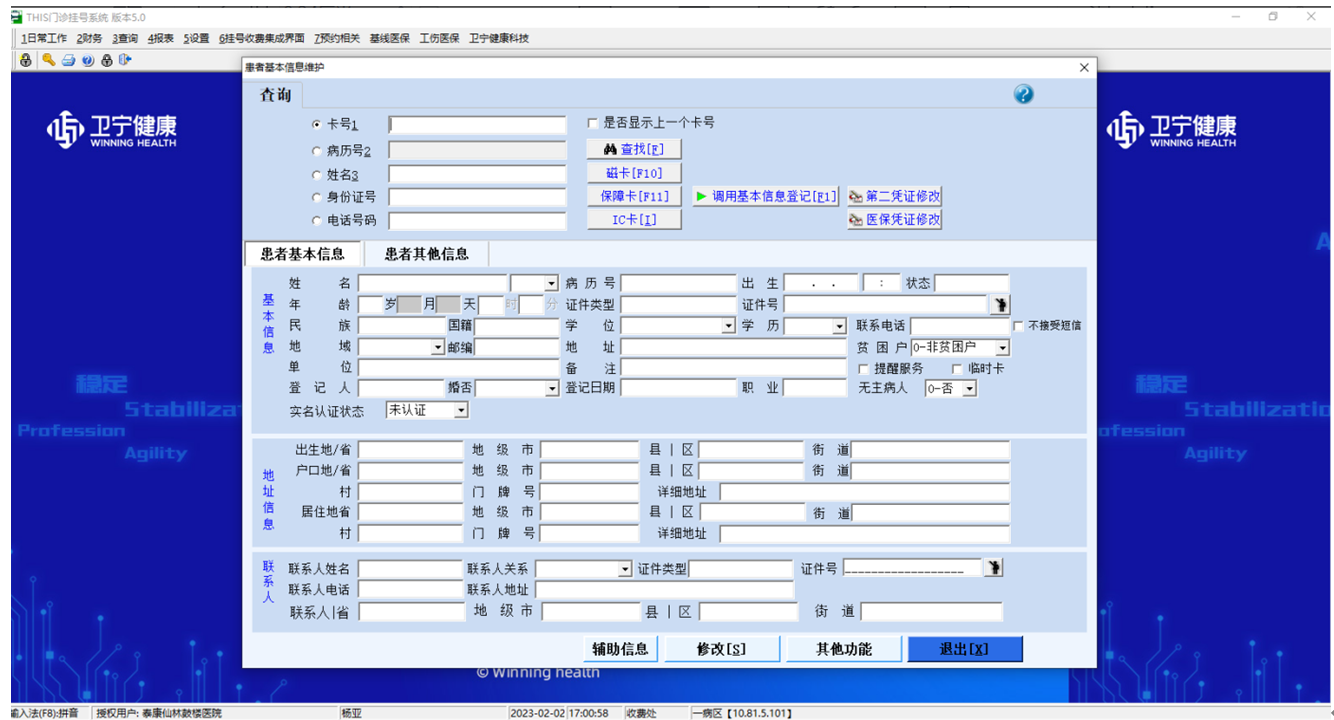 THIS门诊挂号系统 版本5.0
1日常工作 2财务 3查询 4报表 5设置 6挂号收费集成界面 7预约相关 基线医保 工伤医保 卫宁健康科技
患者基本信息维护
查询
卡号1 是否显示上一个卡号
病历号2 查找[F]
姓名3 磁卡[F10]
身份证号 保障卡[F11] 调用基本信息登记[F1] 第二凭证修改
电话号码 IC卡[I] 医保凭证修改
卫宁健康
WINNING HEALTH
卫宁健康
WINNING HEALTH
患者基本信息 患者其他信息
基本信息
姓 名 病 历 号 出 生 . . : 状态
年 龄 岁 月 天 时 分 证件类型 证件号
民 族 国籍 学 位 学 历 联系电话 不接受短信
地 域 邮编 地 址 贫 困 户 0-非贫困户
单 位 备 注 提醒服务 临时卡
登 记 人 婚否 登记日期 职 业 无主病人 0-否
实名认证状态 未认证
地址信息
出生地/省 地 级 市 县 | 区 街 道
户口地/省 地 级 市 县 | 区 街 道
村 门 牌 号 详细地址
居住地省 地 级 市 县 | 区 街 道
村 门 牌 号 详细地址
联系人
联系人姓名 联系人关系 证件类型 证件号 __________________
联系人电话 联系人地址
联系人|省 地 级 市 县 | 区 街 道
辅助信息 修改[S] 其他功能 退出[X]
稳定
Stabiliza
Profession
Agility
A
稳定
Stabilizatio
ofession
Agility
© Winning health
输入法(F8):拼音 授权用户: 泰康仙林鼓楼医院 杨亚 2023-02-02 17:00:58 收费处 一病区【10.81.5.101】